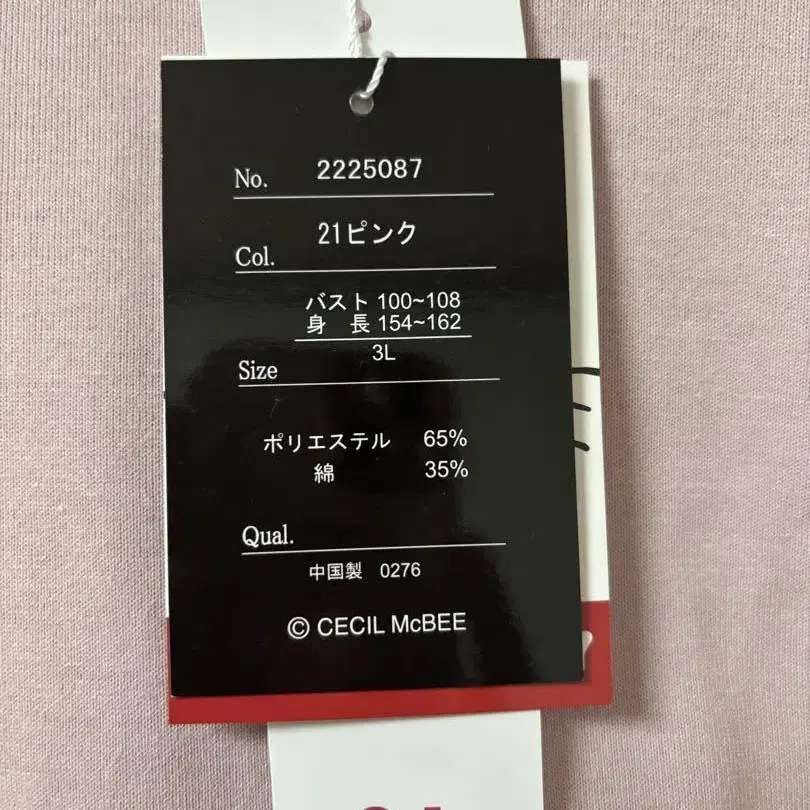 No. 2225087
Col. 21ピンク
バスト 100~108
身 長 154~162
Size 3L
ポリエステル 65%
綿 35%
Qual.
中国製 0276
© CECIL McBEE